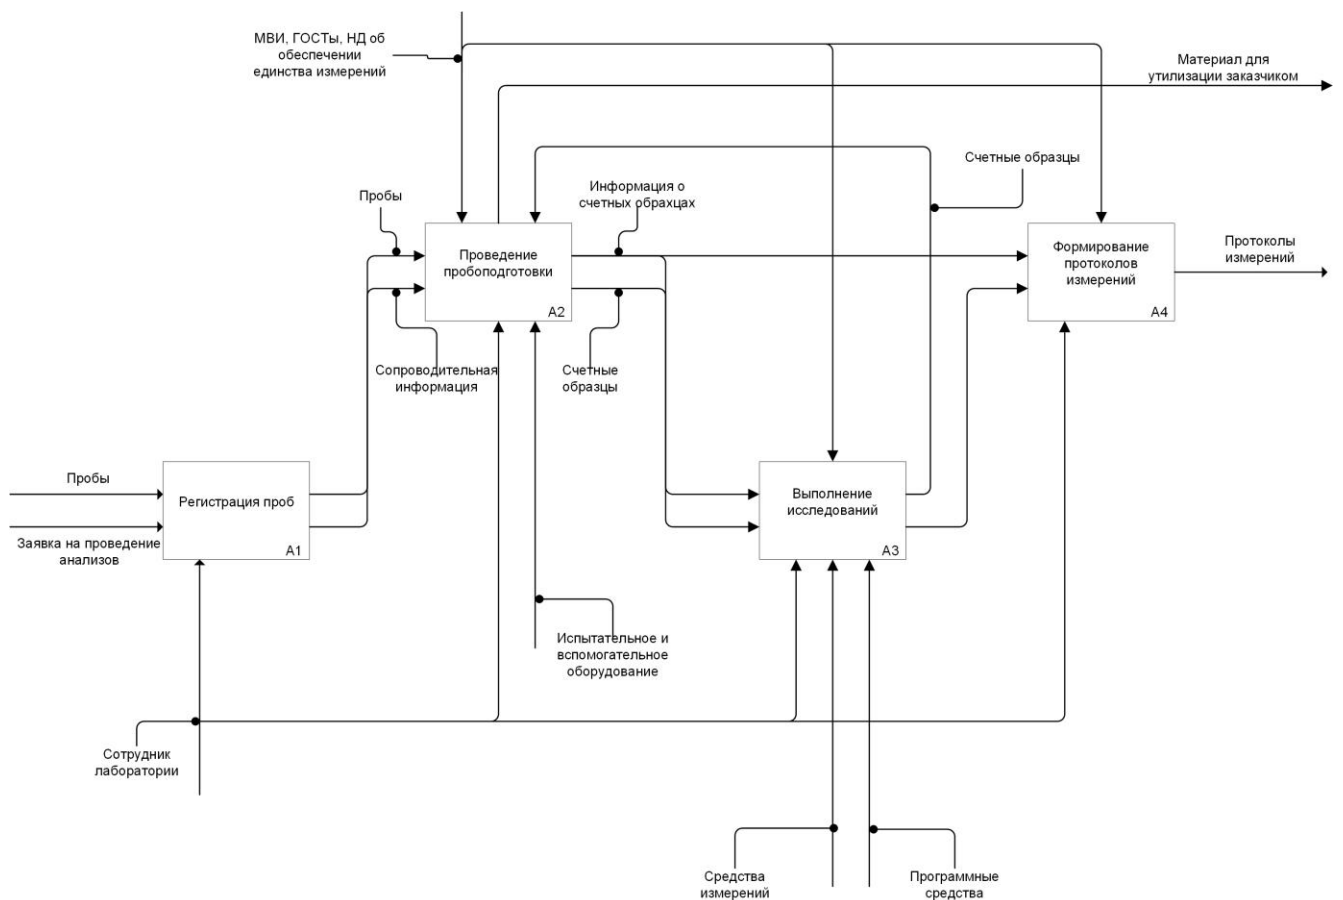 МВИ, ГОСТы, НД об
обеспечении
единства измерений
Материал для
утилизации заказчиком
Счетные образцы
Пробы
Информация о
счетных обрахцах
Проведение
пробоподготовки
A2
Формирование
протоколов
измерений
A4
Протоколы
измерений
Сопроводительная
информация
Счетные
образцы
Пробы
Заявка на проведение
анализов
Регистрация проб
A1
Выполнение
исследований
A3
Испытательное и
вспомогательное
оборудование
Сотрудник
лаборатории
Средства
измерений
Программные
средства